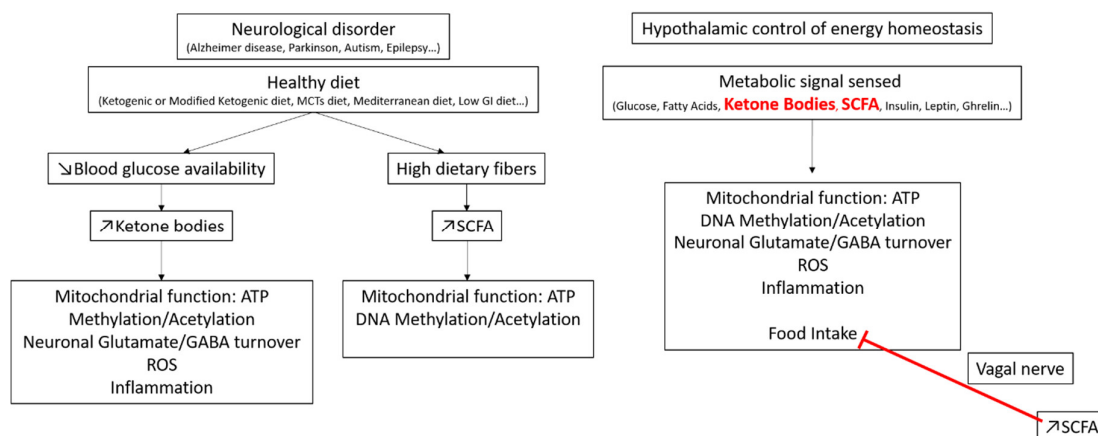 Neurological disorder
(Alzheimer disease, Parkinson, Autism, Epilepsy…)
Healthy diet
(Ketogenic or Modified Ketogenic diet, MCTs diet, Mediterranean diet, Low GI diet…)
↘Blood glucose availability
↗Ketone bodies
Mitochondrial function: ATP
Methylation/Acetylation
Neuronal Glutamate/GABA turnover
ROS
Inflammation
High dietary fibers
↗SCFA
Mitochondrial function: ATP
DNA Methylation/Acetylation
Hypothalamic control of energy homeostasis
Metabolic signal sensed
(Glucose, Fatty Acids, Ketone Bodies, SCFA, Insulin, Leptin, Ghrelin…)
Mitochondrial function: ATP
DNA Methylation/Acetylation
Neuronal Glutamate/GABA turnover
ROS
Inflammation
Food Intake
Vagal nerve
↗SCFA